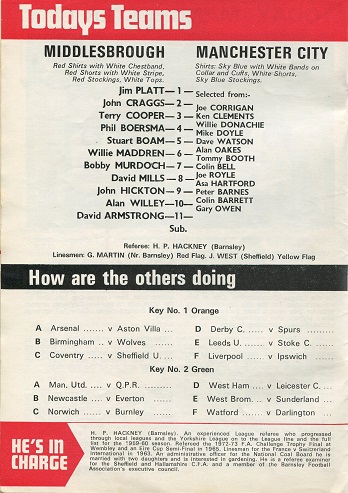 Todays Teams
MIDDLESBROUGH
Red Shirts with White Chestband,
Red Shorts with White Stripe,
Red Stockings, White Tops.
MANCHESTER CITY
Shirts: Sky Blue with White Bands on
Collar and Cuffs, White Shorts,
Sky Blue Stockings.
Jim PLATT— 1 —
John CRAGGS— 2 —
Terry COOPER— 3 —
Phil BOERSMA— 4 —
Stuart BOAM— 5 —
Willie MADDREN— 6 —
Bobby MURDOCH— 7 —
David MILLS— 8 —
John HICKTON— 9 —
Alan WILLEY—10—
David ARMSTRONG—11—
Sub.
Selected from:-
Joe CORRIGAN
Ken CLEMENTS
Willie DONACHIE
Mike DOYLE
Dave WATSON
Alan OAKES
Tommy BOOTH
Colin BELL
Joe ROYLE
Asa HARTFORD
Peter BARNES
Colin BARRETT
Gary OWEN
Referee: H. P. HACKNEY (Barnsley)
Linesmen: G. MARTIN (Nr. Barnsley) Red Flag. J. WEST (Sheffield) Yellow Flag
How are the others doing
Key No. 1 Orange
A Arsenal ....... v Aston Villa ...
B Birmingham .. v Wolves ......
C Coventry ..... v Sheffield U. ...
D Derby C. ..... v Spurs .........
E Leeds U. ..... v Stoke C. .....
F Liverpool ..... v Ipswich ......
Key No. 2 Green
A Man. Utd. .... v Q.P.R. .........
B Newcastle .... v Everton ......
C Norwich ...... v Burnley
D West Ham .... v Leicester C. ...
E West Brom. ... v Sunderland ...
F Watford ...... v Darlington ...
HE'S IN
CHARGE
H. P. HACKNEY (Barnsley). An experienced League referee who progressed
through local leagues and the Yorkshire League on to the League line and the full
list for the 1959-60 season. Refereed the 1972-73 F.A. Challenge Trophy Final at
Wembley and an Eire Cup Semi-Final in 1965. Linesman for the France v Switzerland
International in 1963. An administrative officer for the National Coal Board he is
married with two daughters and is interested in gardening. He is a referee examiner
for the Sheffield and Hallamshire C.F.A. and a member of the Barnsley Football
Association's executive council.